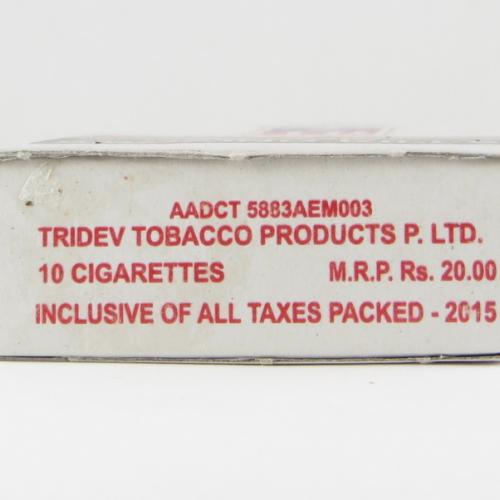 AADCT 5883AEM003
TRIDEV TOBACCO PRODUCTS P. LTD.
10 CIGARETTES M.R.P. Rs. 20.00
INCLUSIVE OF ALL TAXES PACKED - 2015